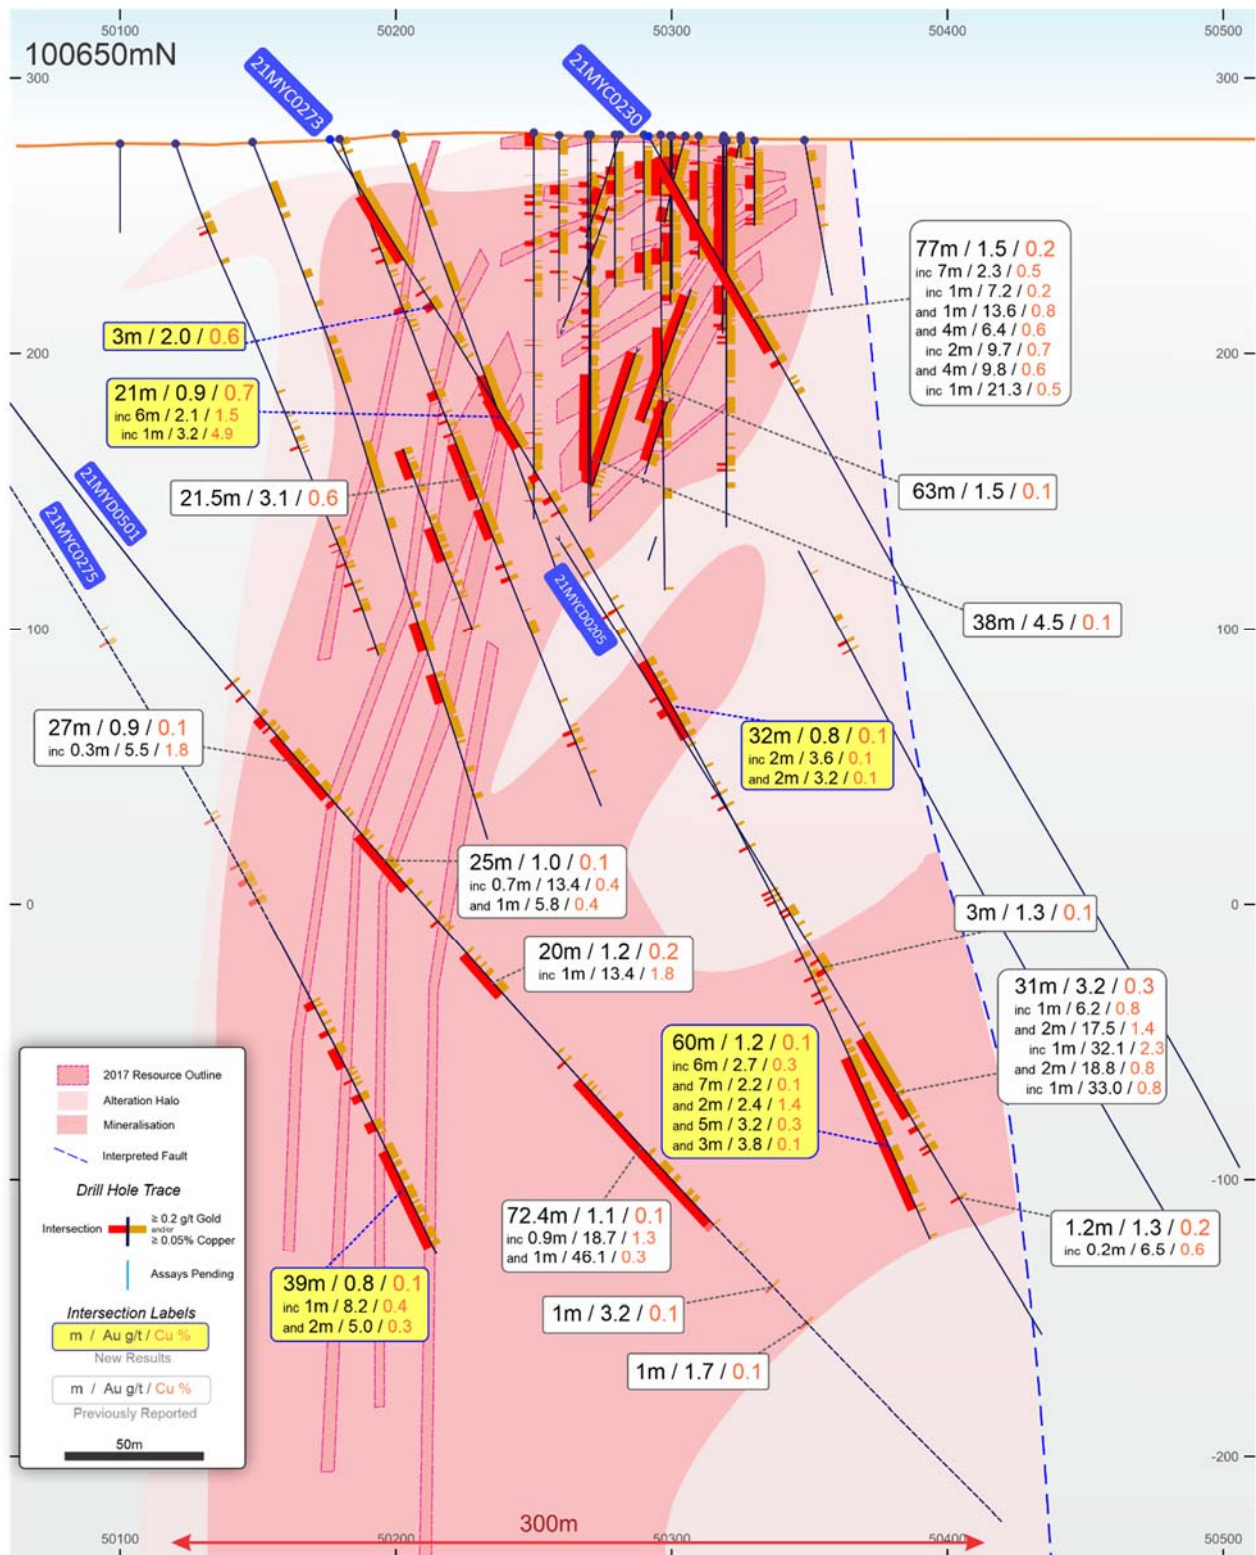 50100 50200 50300 50400 50500
100650mN
300 300
21MYC0273
21MYC0230
77m / 1.5 / 0.2
inc 7m / 2.3 / 0.5
inc 1m / 7.2 / 0.2
and 1m / 13.6 / 0.8
and 4m / 6.4 / 0.6
inc 2m / 9.7 / 0.7
and 4m / 9.8 / 0.6
inc 1m / 21.3 / 0.5
3m / 2.0 / 0.6
200 200
21m / 0.9 / 0.7
inc 6m / 2.1 / 1.5
inc 1m / 3.2 / 4.9
21.5m / 3.1 / 0.6
63m / 1.5 / 0.1
21MYD0501
21MYC0275
21MYCD0205
38m / 4.5 / 0.1
100 100
27m / 0.9 / 0.1
inc 0.3m / 5.5 / 1.8
32m / 0.8 / 0.1
inc 2m / 3.6 / 0.1
and 2m / 3.2 / 0.1
25m / 1.0 / 0.1
inc 0.7m / 13.4 / 0.4
and 1m / 5.8 / 0.4
0 0
3m / 1.3 / 0.1
20m / 1.2 / 0.2
inc 1m / 13.4 / 1.8
31m / 3.2 / 0.3
inc 1m / 6.2 / 0.8
and 2m / 17.5 / 1.4
inc 1m / 32.1 / 2.3
and 2m / 18.8 / 0.8
inc 1m / 33.0 / 0.8
60m / 1.2 / 0.1
inc 6m / 2.7 / 0.3
and 7m / 2.2 / 0.1
and 2m / 2.4 / 1.4
and 5m / 3.2 / 0.3
and 3m / 3.8 / 0.1
-100
72.4m / 1.1 / 0.1
inc 0.9m / 18.7 / 1.3
and 1m / 46.1 / 0.3
1.2m / 1.3 / 0.2
inc 0.2m / 6.5 / 0.6
39m / 0.8 / 0.1
inc 1m / 8.2 / 0.4
and 2m / 5.0 / 0.3
1m / 3.2 / 0.1
1m / 1.7 / 0.1
2017 Resource Outline
Alteration Halo
Mineralisation
Interpreted Fault
Drill Hole Trace
Intersection
≥ 0.2 g/t Gold
and/or
≥ 0.05% Copper
Assays Pending
Intersection Labels
m / Au g/t / Cu %
New Results
m / Au g/t / Cu %
Previously Reported
50m
-200
300m
50100 50200 50300 50400 50500